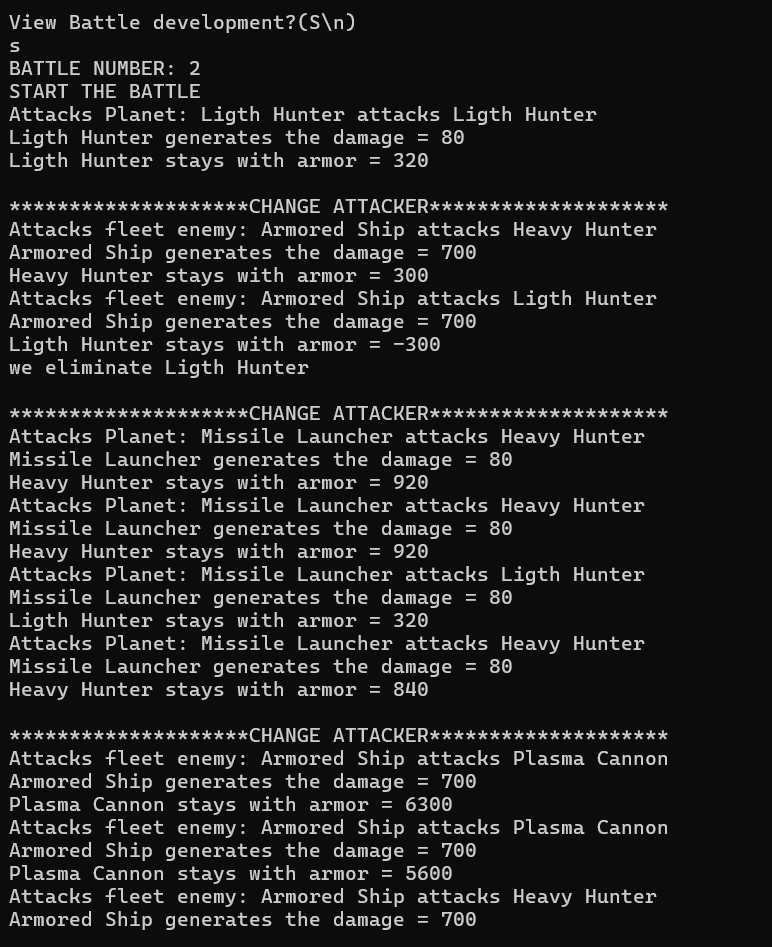 View Battle development?(S\n)
s
BATTLE NUMBER: 2
START THE BATTLE
Attacks Planet: Ligth Hunter attacks Ligth Hunter
Ligth Hunter generates the damage = 80
Ligth Hunter stays with armor = 320
********************CHANGE ATTACKER********************
Attacks fleet enemy: Armored Ship attacks Heavy Hunter
Armored Ship generates the damage = 700
Heavy Hunter stays with armor = 300
Attacks fleet enemy: Armored Ship attacks Ligth Hunter
Armored Ship generates the damage = 700
Ligth Hunter stays with armor = -300
we eliminate Ligth Hunter
********************CHANGE ATTACKER********************
Attacks Planet: Missile Launcher attacks Heavy Hunter
Missile Launcher generates the damage = 80
Heavy Hunter stays with armor = 920
Attacks Planet: Missile Launcher attacks Heavy Hunter
Missile Launcher generates the damage = 80
Heavy Hunter stays with armor = 920
Attacks Planet: Missile Launcher attacks Ligth Hunter
Missile Launcher generates the damage = 80
Ligth Hunter stays with armor = 320
Attacks Planet: Missile Launcher attacks Heavy Hunter
Missile Launcher generates the damage = 80
Heavy Hunter stays with armor = 840
********************CHANGE ATTACKER********************
Attacks fleet enemy: Armored Ship attacks Plasma Cannon
Armored Ship generates the damage = 700
Plasma Cannon stays with armor = 6300
Attacks fleet enemy: Armored Ship attacks Plasma Cannon
Armored Ship generates the damage = 700
Plasma Cannon stays with armor = 5600
Attacks fleet enemy: Armored Ship attacks Heavy Hunter
Armored Ship generates the damage = 700